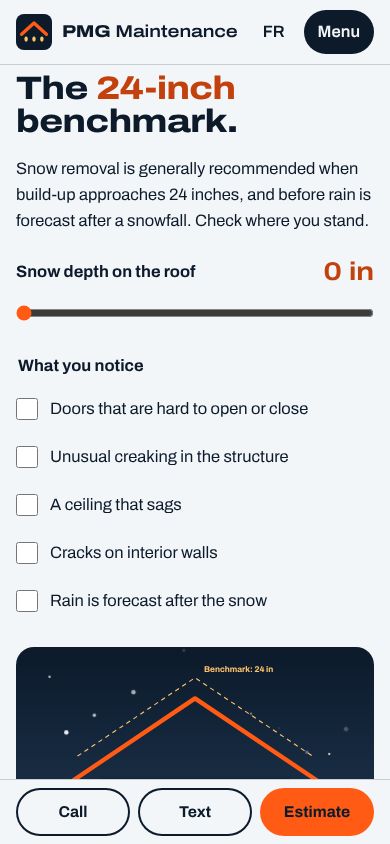 PMG Maintenance
FR
Menu
The 24-inch
benchmark.
Snow removal is generally recommended when
build-up approaches 24 inches, and before rain is
forecast after a snowfall. Check where you stand.
Snow depth on the roof
0 in
What you notice
Doors that are hard to open or close
Unusual creaking in the structure
A ceiling that sags
Cracks on interior walls
Rain is forecast after the snow
Benchmark: 24 in
Call
Text
Estimate